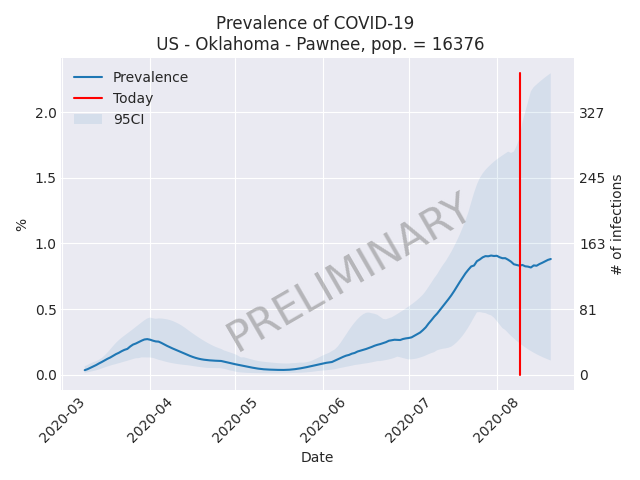 Prevalence of COVID-19
US - Oklahoma - Pawnee, pop. = 16376
Prevalence
Today
95CI
PRELIMINARY
%
2.0
1.5
1.0
0.5
0.0
327
245
163
81
0
# of infections
2020-03
2020-04
2020-05
2020-06
2020-07
2020-08
Date